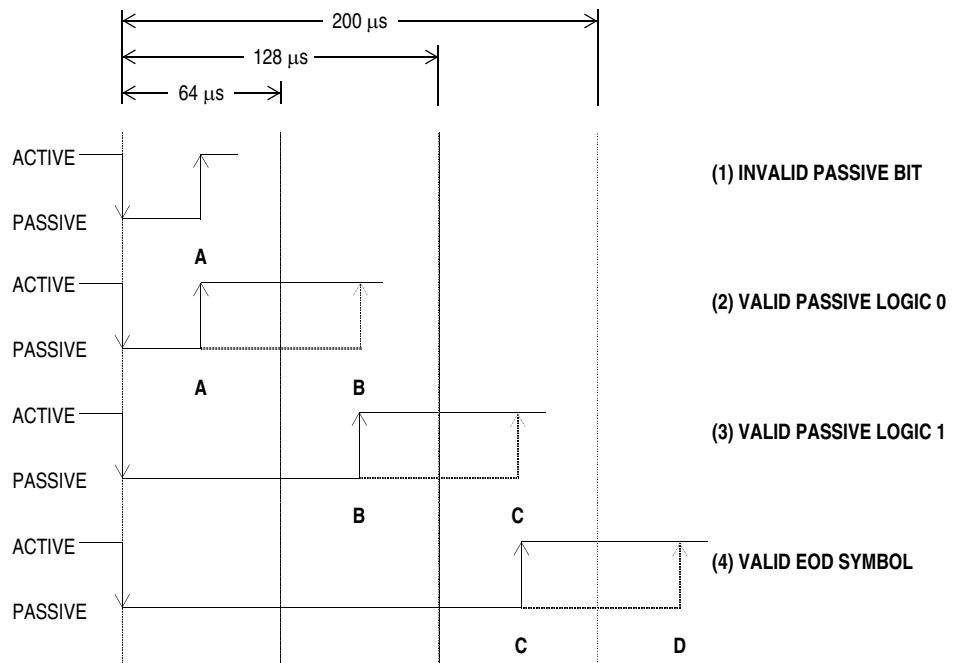 200 µs
128 µs
64 µs
ACTIVE
(1) INVALID PASSIVE BIT
PASSIVE
A
ACTIVE
(2) VALID PASSIVE LOGIC 0
PASSIVE
A B
ACTIVE
(3) VALID PASSIVE LOGIC 1
PASSIVE
B C
ACTIVE
(4) VALID EOD SYMBOL
PASSIVE
C D